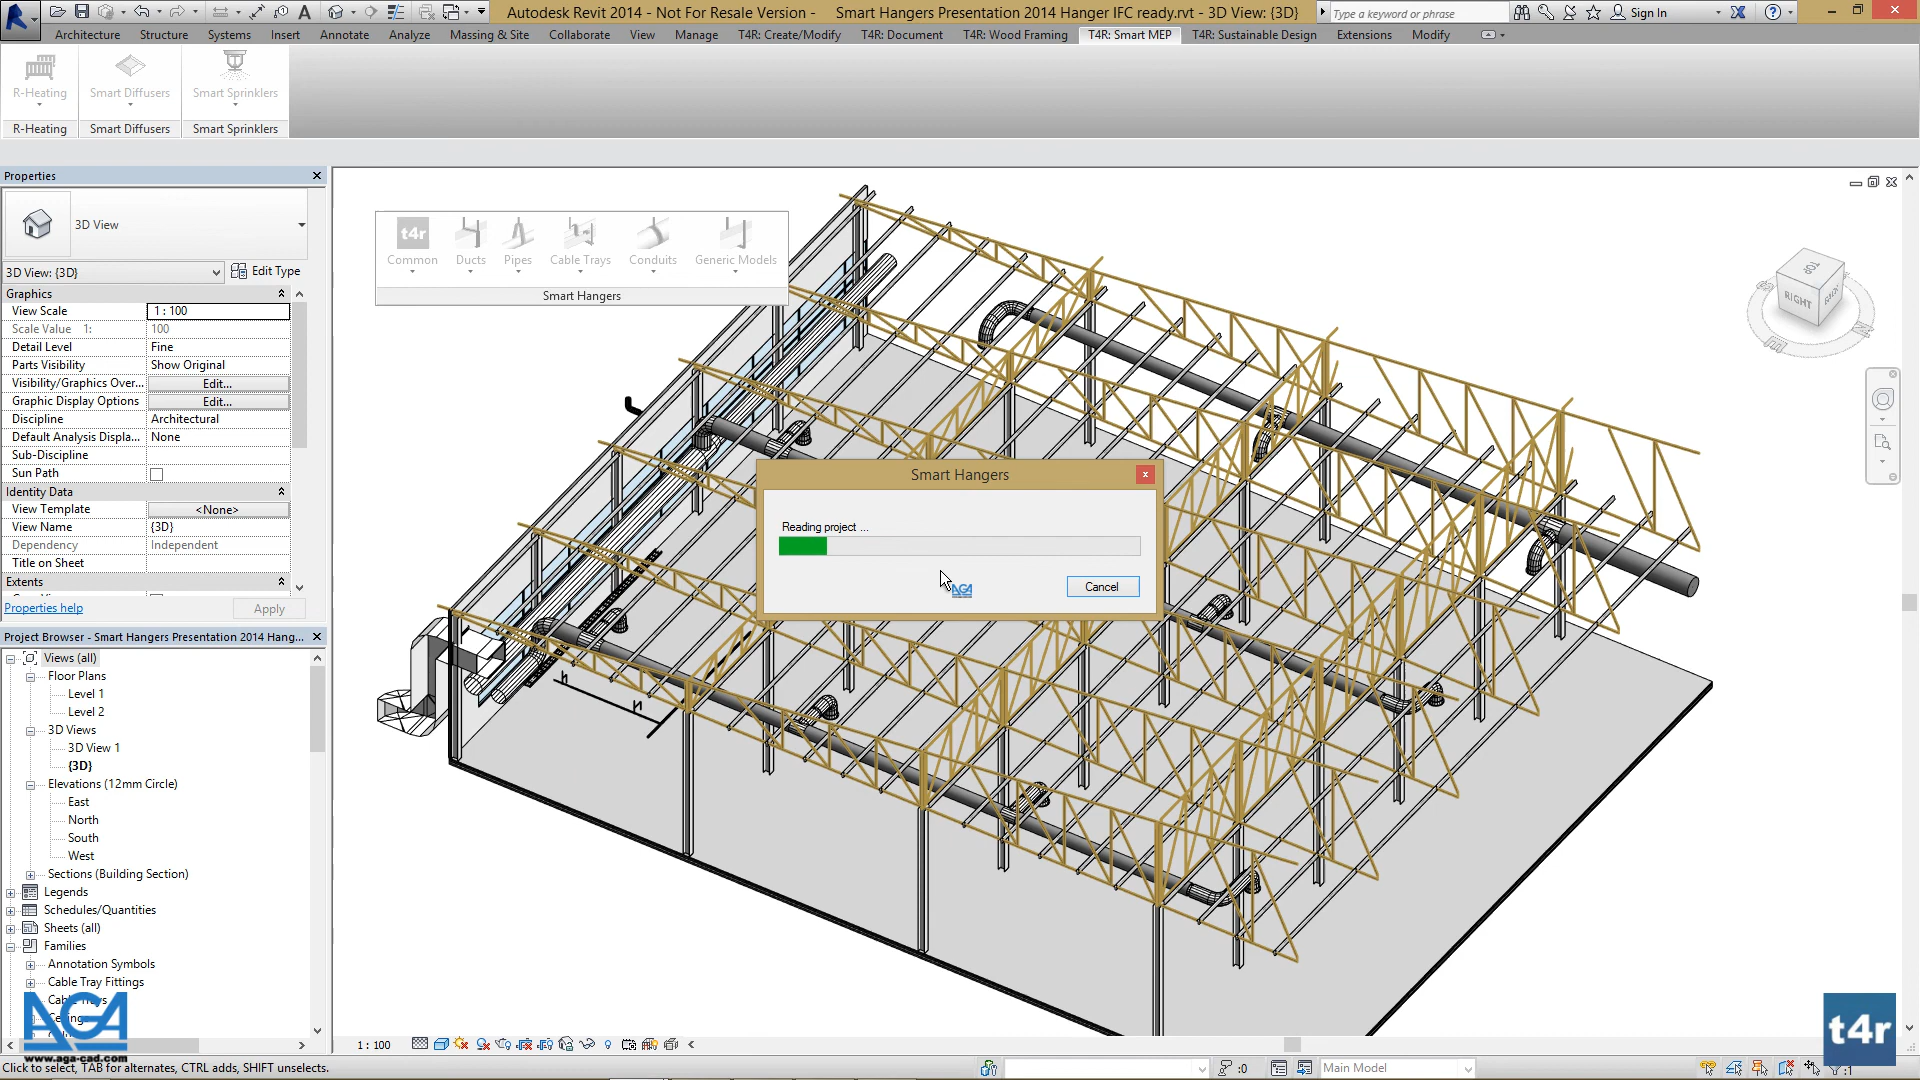 Autodesk Revit 2014 - Not For Resale Version - Smart Hangers Presentation 2014 Hanger IFC ready.rvt - 3D View: {3D}
Type a keyword or phrase
Sign In
Architecture Structure Systems Insert Annotate Analyze Massing & Site Collaborate View Manage T4R: Create/Modify T4R: Document T4R: Wood Framing T4R: Smart MEP T4R: Sustainable Design Extensions Modify
R-Heating Smart Diffusers Smart Sprinklers
R-Heating Smart Diffusers Smart Sprinklers
Properties
3D View
3D View: {3D} Edit Type
Graphics
View Scale 1 : 100
Scale Value 1: 100
Detail Level Fine
Parts Visibility Show Original
Visibility/Graphics Over... Edit...
Graphic Display Options Edit...
Discipline Architectural
Default Analysis Displa... None
Sub-Discipline
Sun Path
Identity Data
View Template <None>
View Name {3D}
Dependency Independent
Title on Sheet
Extents
Properties help Apply
Project Browser - Smart Hangers Presentation 2014 Hang...
Views (all)
Floor Plans
Level 1
Level 2
3D Views
3D View 1
{3D}
Elevations (12mm Circle)
East
North
South
West
Sections (Building Section)
Legends
Schedules/Quantities
Sheets (all)
Families
Annotation Symbols
Cable Tray Fittings
Cable Trays
Ceilings
AGA
www.aga-cad.com
t4r
Common Ducts Pipes Cable Trays Conduits Generic Models
Smart Hangers
Smart Hangers
Reading project ...
AGA
Cancel
TOP
RIGHT
1 : 100
t4r
Click to select, TAB for alternates, CTRL adds, SHIFT unselects.
:0
Main Model
:1